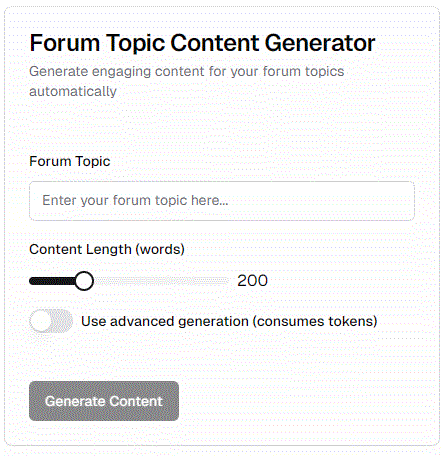 Forum Topic Content Generator
Generate engaging content for your forum topics
automatically
Forum Topic
Enter your forum topic here...
Content Length (words)
200
Use advanced generation (consumes tokens)
Generate Content